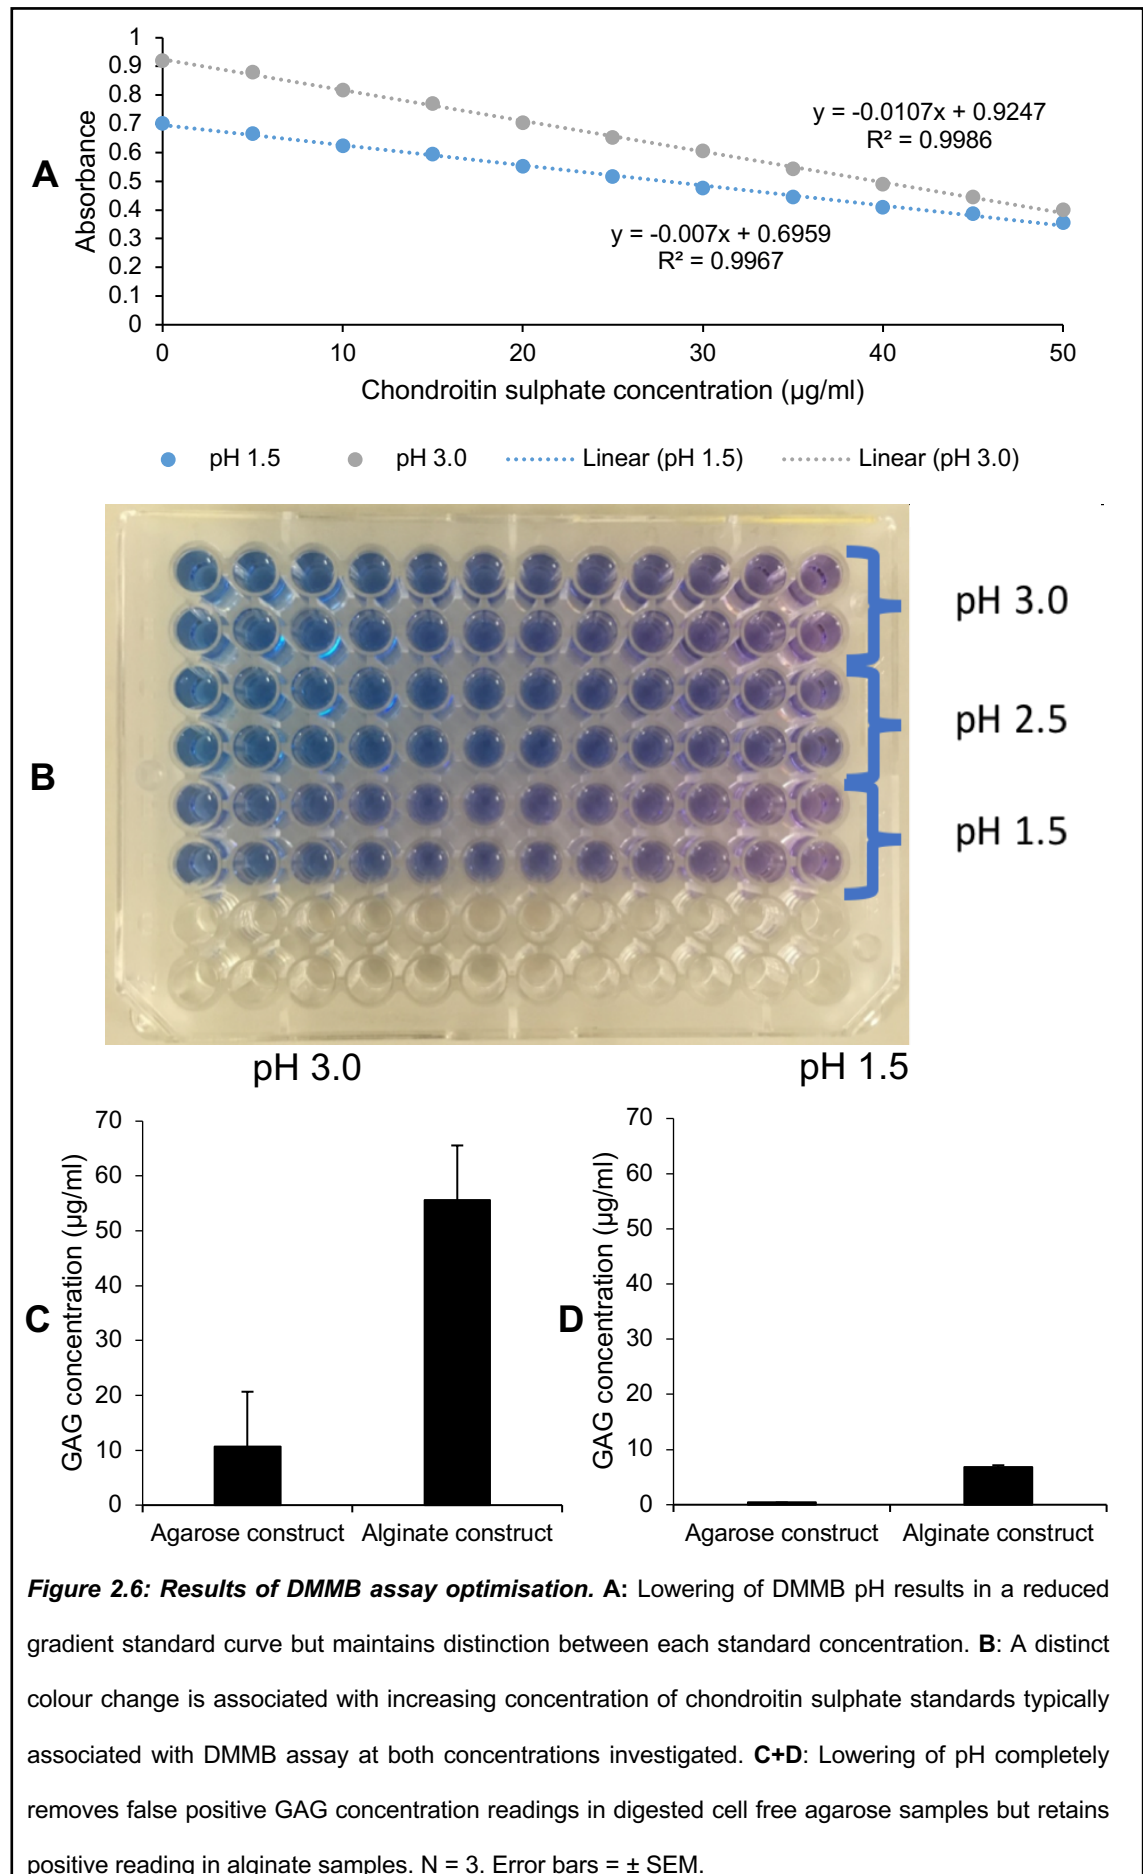 A
Absorbance
1
0.9
0.8
0.7
0.6
0.5
0.4
0.3
0.2
0.1
0
0 10 20 30 40 50
Chondroitin sulphate concentration (µg/ml)
y = -0.0107x + 0.9247
R² = 0.9986
y = -0.007x + 0.6959
R² = 0.9967
pH 1.5 pH 3.0 Linear (pH 1.5) Linear (pH 3.0)
B
pH 3.0
pH 2.5
pH 1.5
pH 3.0
C
GAG concentration (µg/ml)
70
60
50
40
30
20
10
0
Agarose construct Alginate construct
pH 1.5
D
GAG concentration (µg/ml)
70
60
50
40
30
20
10
0
Agarose construct Alginate construct
Figure 2.6: Results of DMMB assay optimisation. A: Lowering of DMMB pH results in a reduced
gradient standard curve but maintains distinction between each standard concentration. B: A distinct
colour change is associated with increasing concentration of chondroitin sulphate standards typically
associated with DMMB assay at both concentrations investigated. C+D: Lowering of pH completely
removes false positive GAG concentration readings in digested cell free agarose samples but retains
positive reading in alginate samples. N = 3. Error bars = ± SEM.